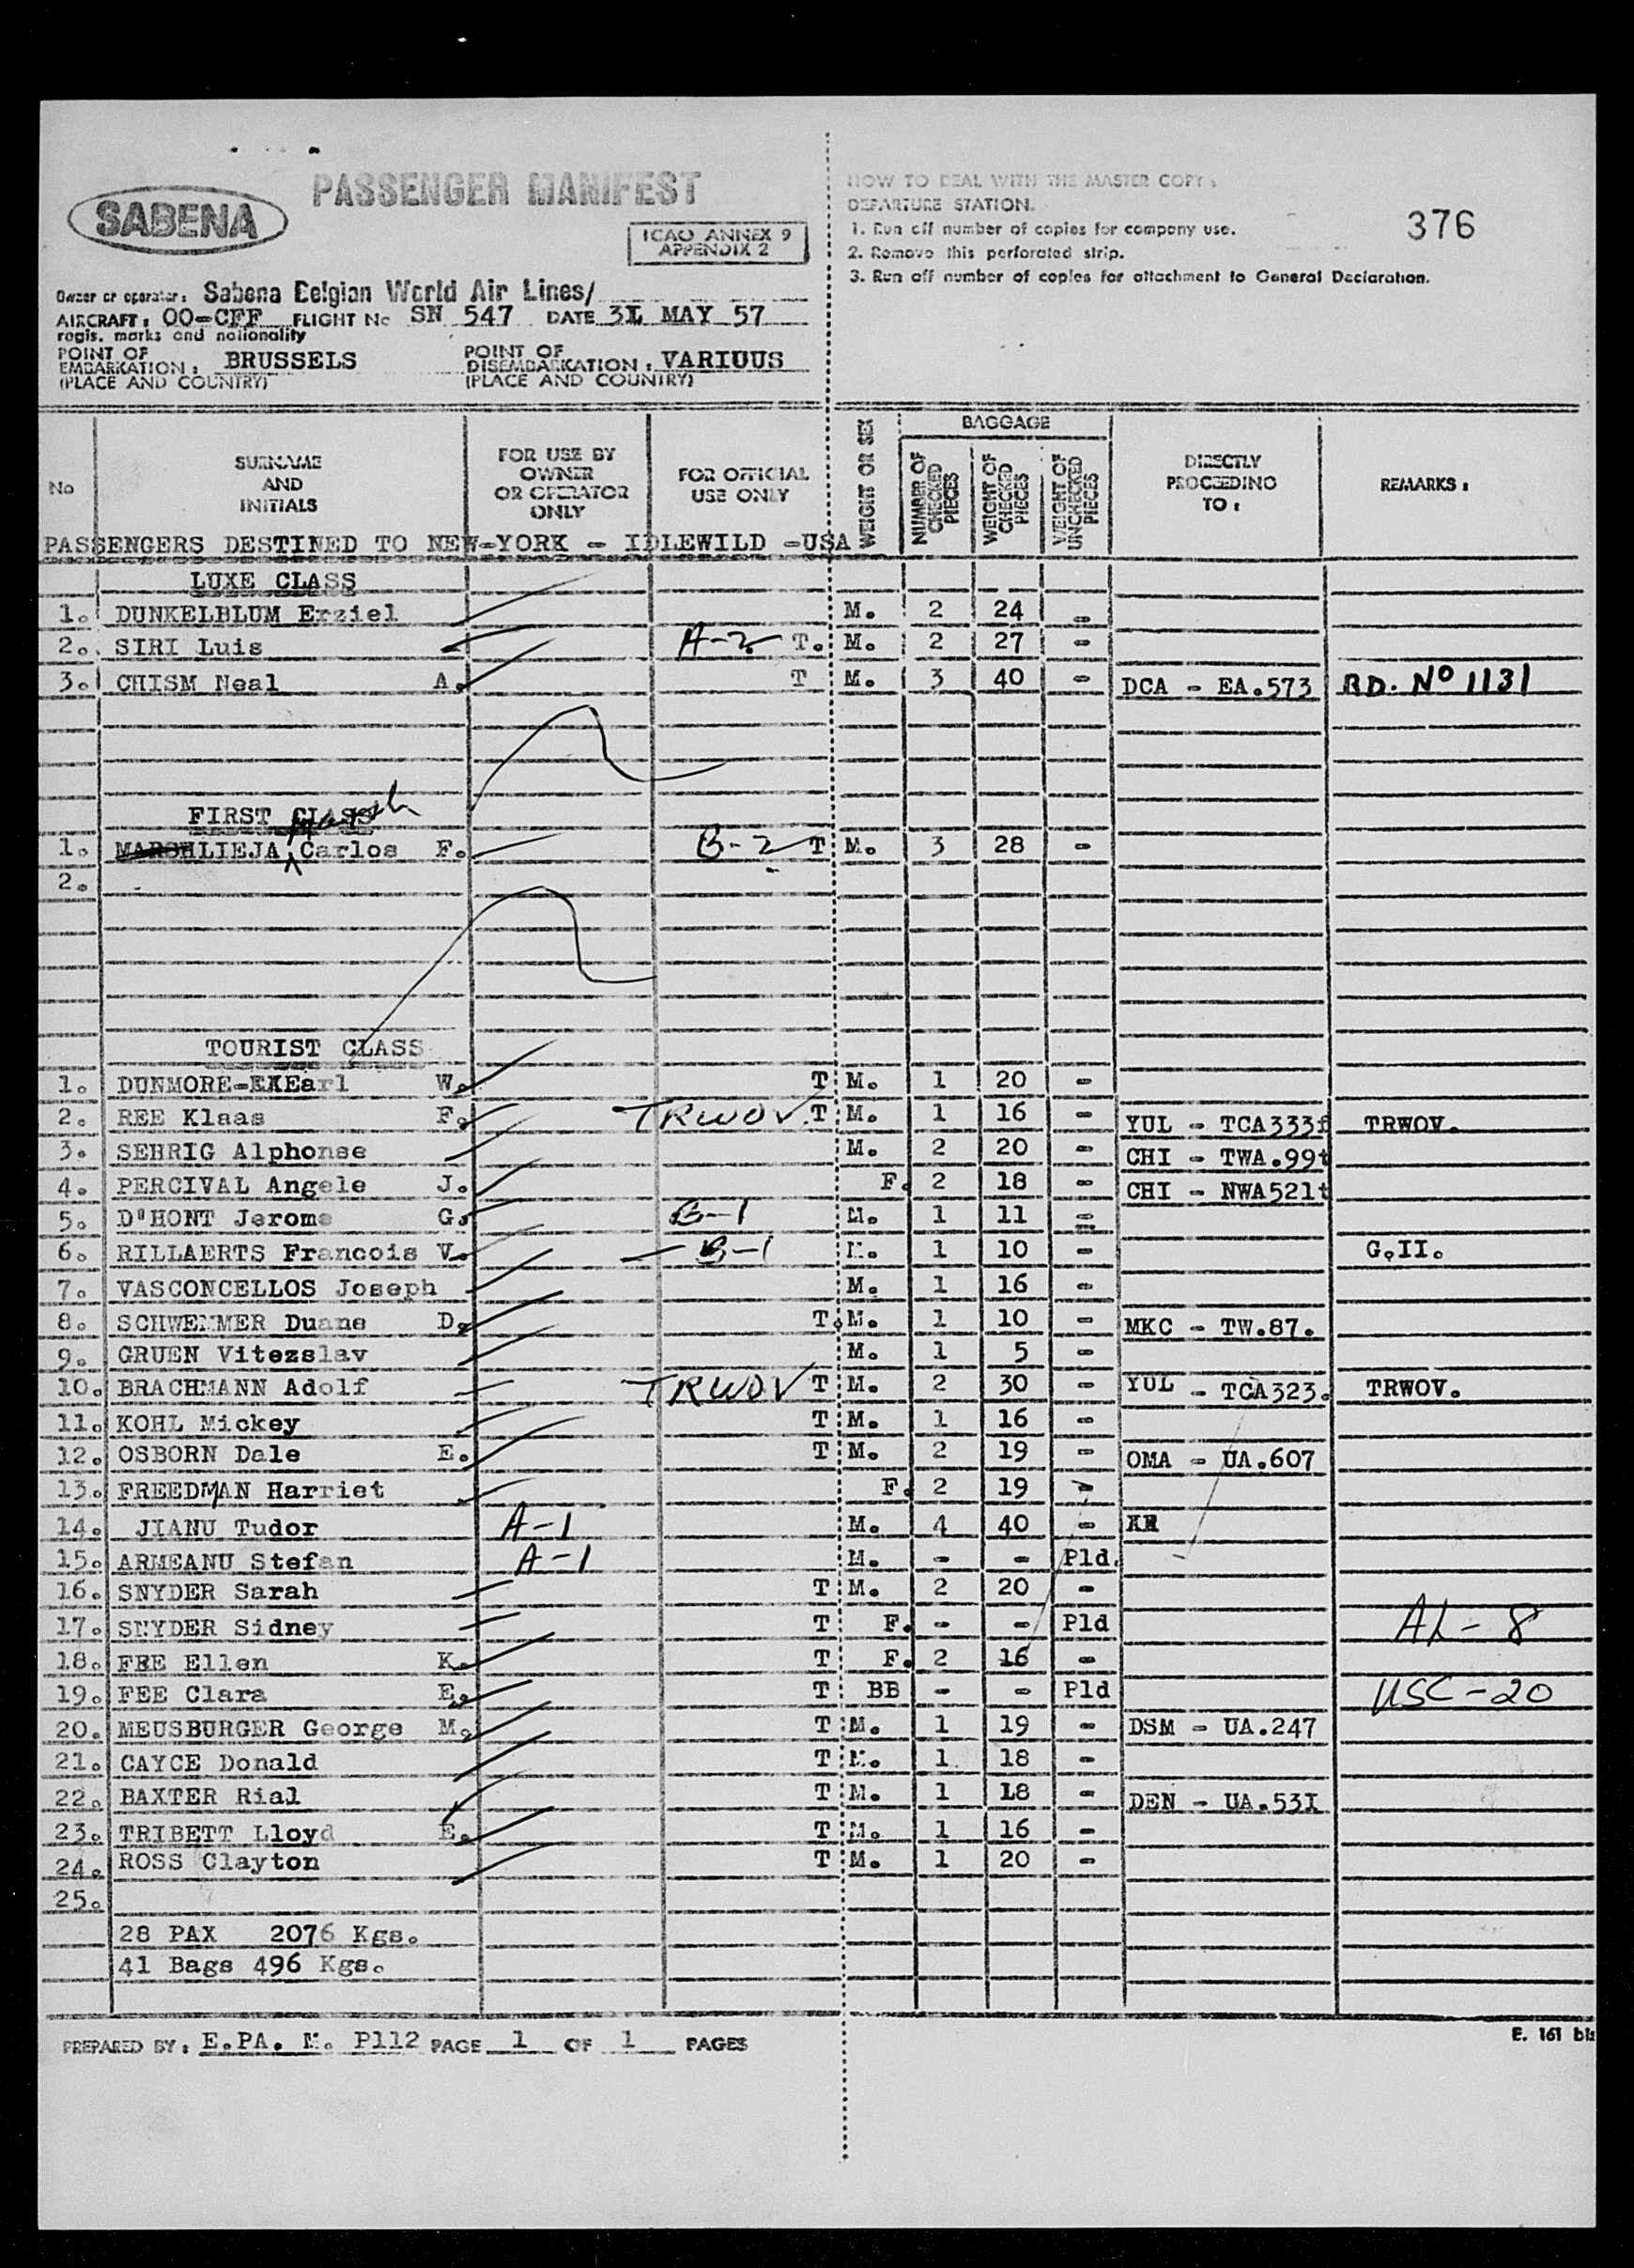 PASSENGER MANIFEST
SABENA
ICAO ANNEX 9
APPENDIX 2
HOW TO DEAL WITH THE MASTER COPY :
DEPARTURE STATION.
1. Run off number of copies for company use.
2. Remove this perforated strip.
3. Run off number of copies for attachment to General Declaration.
376
Owner or operator: Sabena Belgian World Air Lines/
AIRCRAFT: OO-CFF FLIGHT No SN 547 DATE 31 MAY 57
regis. marks and nationality
POINT OF EMBARKATION: BRUSSELS POINT OF DISEMBARKATION: VARIOUS
(PLACE AND COUNTRY) (PLACE AND COUNTRY)
No SURNAME AND INITIALS FOR USE BY OWNER OR OPERATOR ONLY FOR OFFICIAL USE ONLY WEIGHT OR SEX BAGGAGE NUMBER OF CHECKED PIECES WEIGHT OF CHECKED PIECES WEIGHT OF UNCHECKED PIECES DIRECTLY PROCEEDING TO : REMARKS :
PASSENGERS DESTINED TO NEW-YORK - IDLEWILD -USA
LUXE CLASS
1. DUNKELBLUM Erziel M. 2 24 -
2. SIRI Luis A-2 T. M. 2 27 -
3. CHISM Neal A. T M. 3 40 - DCA - EA.573 RD. No 1131
FIRST CLASS
Marsh
1. MARSHLIEJA Carlos F. B-2 T M. 3 28 -
2.
TOURIST CLASS
1. DUNMORE-EXEarl W. T M. 1 20 -
2. REE Klaas F. TRWOV. T M. 1 16 - YUL - TCA333f TRWOV.
3. SEHRIG Alphonse M. 2 20 - CHI - TWA.99t
4. PERCIVAL Angele J. F. 2 18 - CHI - NWA521t
5. D'HONT Jerome G. B-1 M. 1 11 -
6. RILLAERTS Francois V. B-1 M. 1 10 - G.II.
7. VASCONCELLOS Joseph M. 1 16 -
8. SCHWEMMER Duane D. T. M. 1 10 - MKC - TW.87.
9. GRUEN Vitezslav M. 1 5 -
10. BRACHMANN Adolf TRWOV T M. 2 30 - YUL - TCA323. TRWOV.
11. KOHL Mickey T M. 1 16 -
12. OSBORN Dale E. T M. 2 19 - OMA - UA.607
13. FREEDMAN Harriet F. 2 19 -
14. JIANU Tudor A-1 M. 4 40 -
15. ARMEANU Stefan A-1 M. - - Pld.
16. SNYDER Sarah T M. 2 20 -
17. SNYDER Sidney T F. - - Pld AL-8
18. FEE Ellen K. T F. 2 16 -
19. FEE Clara E. T BB - - Pld USC-20
20. MEUSBURGER George M. T M. 1 19 - DSM - UA.247
21. CAYCE Donald T M. 1 18 -
22. BAXTER Rial T M. 1 18 - DEN - UA.53I
23. TRIBETT Lloyd E. T M. 1 16 -
24. ROSS Clayton T M. 1 20 -
25.
28 PAX 2076 Kgs.
41 Bags 496 Kgs.
PREPARED BY: E.PA. M. P112 PAGE 1 OF 1 PAGES
E. 161 bis